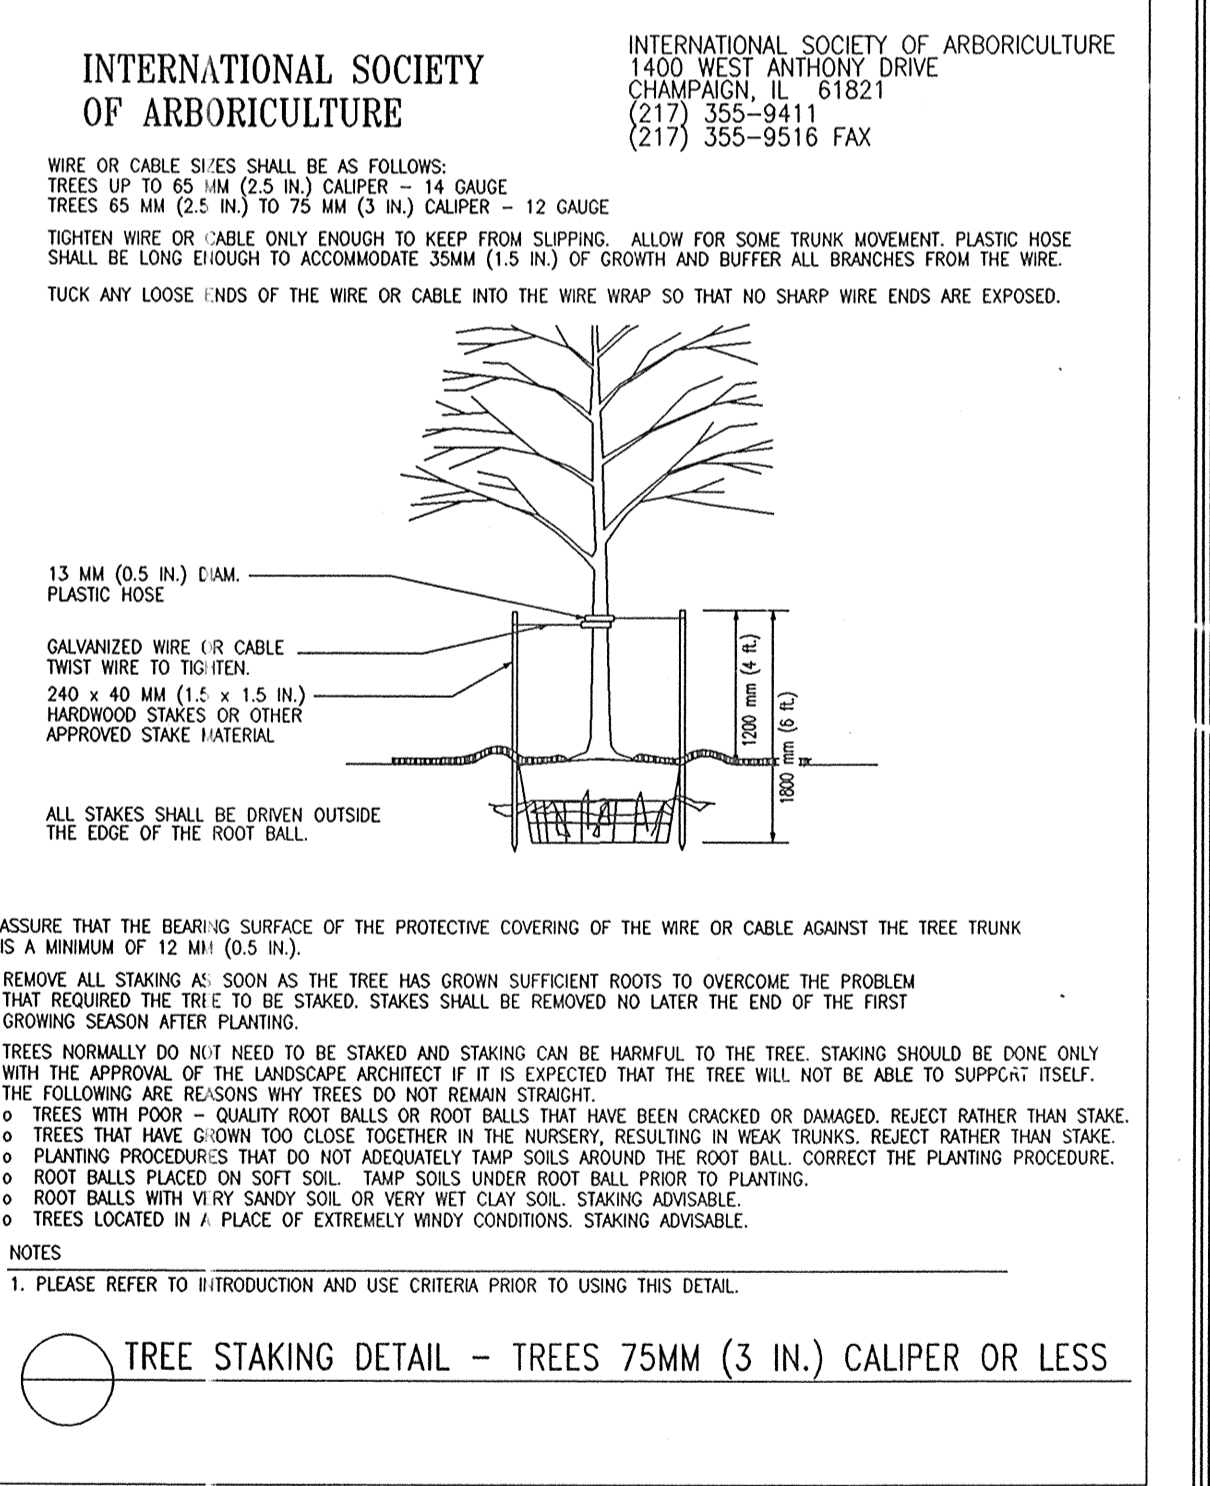 INTERNATIONAL SOCIETY
OF ARBORICULTURE
INTERNATIONAL SOCIETY OF ARBORICULTURE
1400 WEST ANTHONY DRIVE
CHAMPAIGN, IL 61821
(217) 355-9411
(217) 355-9516 FAX
WIRE OR CABLE SIZES SHALL BE AS FOLLOWS:
TREES UP TO 65 MM (2.5 IN.) CALIPER - 14 GAUGE
TREES 65 MM (2.5 IN.) TO 75 MM (3 IN.) CALIPER - 12 GAUGE
TIGHTEN WIRE OR CABLE ONLY ENOUGH TO KEEP FROM SLIPPING. ALLOW FOR SOME TRUNK MOVEMENT. PLASTIC HOSE
SHALL BE LONG ENOUGH TO ACCOMMODATE 35MM (1.5 IN.) OF GROWTH AND BUFFER ALL BRANCHES FROM THE WIRE.
TUCK ANY LOOSE ENDS OF THE WIRE OR CABLE INTO THE WIRE WRAP SO THAT NO SHARP WIRE ENDS ARE EXPOSED.
13 MM (0.5 IN.) DIAM.
PLASTIC HOSE
GALVANIZED WIRE OR CABLE
TWIST WIRE TO TIGHTEN.
240 x 40 MM (1.5 x 1.5 IN.)
HARDWOOD STAKES OR OTHER
APPROVED STAKE MATERIAL
1200 mm (4 ft.)
1800 mm (6 ft.)
ALL STAKES SHALL BE DRIVEN OUTSIDE
THE EDGE OF THE ROOT BALL.
ASSURE THAT THE BEARING SURFACE OF THE PROTECTIVE COVERING OF THE WIRE OR CABLE AGAINST THE TREE TRUNK
IS A MINIMUM OF 12 MM (0.5 IN.).
REMOVE ALL STAKING AS SOON AS THE TREE HAS GROWN SUFFICIENT ROOTS TO OVERCOME THE PROBLEM
THAT REQUIRED THE TREE TO BE STAKED. STAKES SHALL BE REMOVED NO LATER THE END OF THE FIRST
GROWING SEASON AFTER PLANTING.
TREES NORMALLY DO NOT NEED TO BE STAKED AND STAKING CAN BE HARMFUL TO THE TREE. STAKING SHOULD BE DONE ONLY
WITH THE APPROVAL OF THE LANDSCAPE ARCHITECT IF IT IS EXPECTED THAT THE TREE WILL NOT BE ABLE TO SUPPORT ITSELF.
THE FOLLOWING ARE REASONS WHY TREES DO NOT REMAIN STRAIGHT.
o TREES WITH POOR - QUALITY ROOT BALLS OR ROOT BALLS THAT HAVE BEEN CRACKED OR DAMAGED. REJECT RATHER THAN STAKE.
o TREES THAT HAVE GROWN TOO CLOSE TOGETHER IN THE NURSERY, RESULTING IN WEAK TRUNKS. REJECT RATHER THAN STAKE.
o PLANTING PROCEDURES THAT DO NOT ADEQUATELY TAMP SOILS AROUND THE ROOT BALL. CORRECT THE PLANTING PROCEDURE.
o ROOT BALLS PLACED ON SOFT SOIL. TAMP SOILS UNDER ROOT BALL PRIOR TO PLANTING.
o ROOT BALLS WITH VERY SANDY SOIL OR VERY WET CLAY SOIL. STAKING ADVISABLE.
o TREES LOCATED IN A PLACE OF EXTREMELY WINDY CONDITIONS. STAKING ADVISABLE.
NOTES
1. PLEASE REFER TO INTRODUCTION AND USE CRITERIA PRIOR TO USING THIS DETAIL.
TREE STAKING DETAIL - TREES 75MM (3 IN.) CALIPER OR LESS